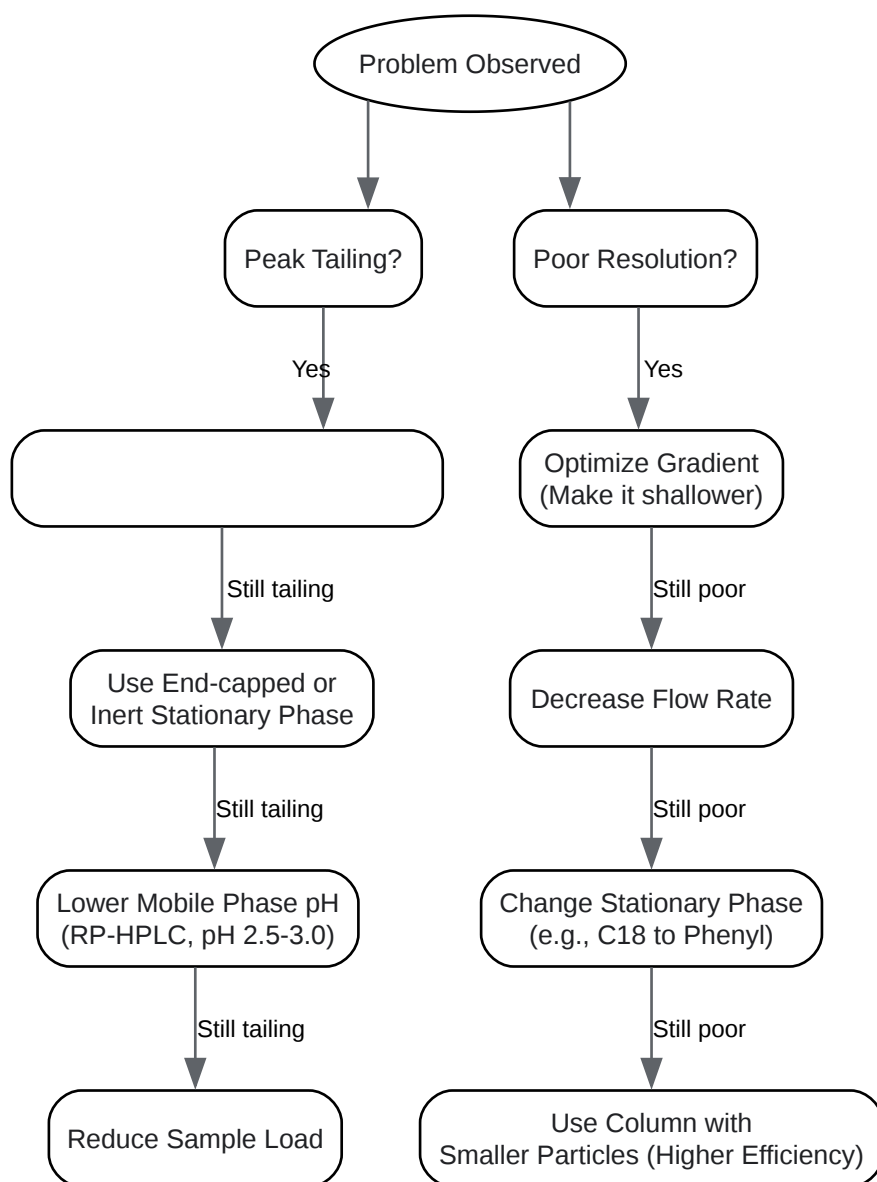 Problem Observed
Peak Tailing?
Poor Resolution?
Yes
Yes
Optimize Gradient
(Make it shallower)
Still tailing
Still poor
Use End-capped or
Inert Stationary Phase
Decrease Flow Rate
Still tailing
Still poor
Lower Mobile Phase pH
(RP-HPLC, pH 2.5-3.0)
Change Stationary Phase
(e.g., C18 to Phenyl)
Still tailing
Still poor
Reduce Sample Load
Use Column with
Smaller Particles (Higher Efficiency)